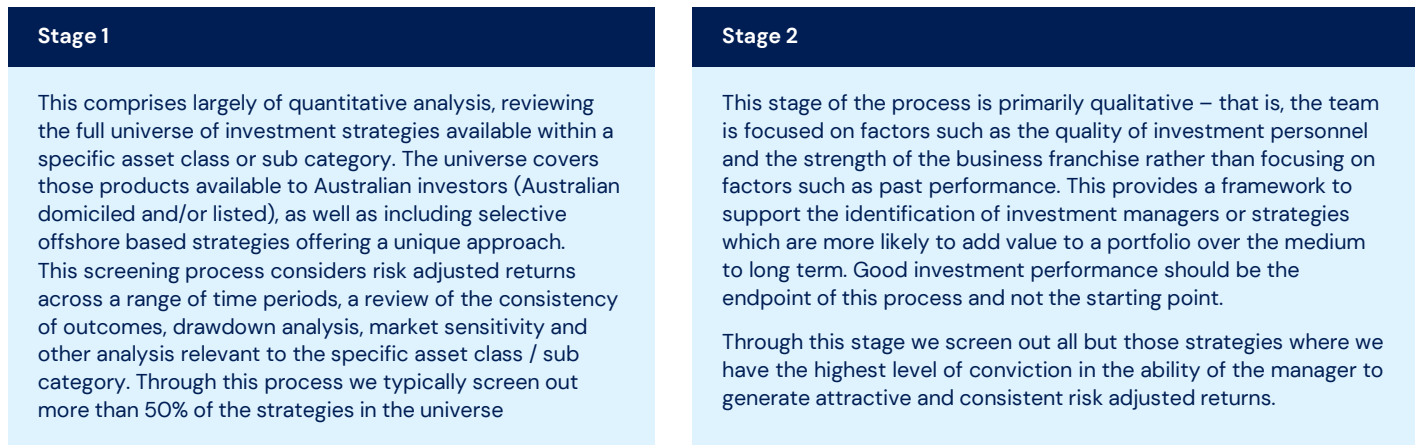 Stage 1
This comprises largely of quantitative analysis, reviewing
the full universe of investment strategies available within a
specific asset class or sub category. The universe covers
those products available to Australian investors (Australian
domiciled and/or listed), as well as including selective
offshore based strategies offering a unique approach.
This screening process considers risk adjusted returns
across a range of time periods, a review of the consistency
of outcomes, drawdown analysis, market sensitivity and
other analysis relevant to the specific asset class / sub
category. Through this process we typically screen out
more than 50% of the strategies in the universe
Stage 2
This stage of the process is primarily qualitative – that is, the team
is focused on factors such as the quality of investment personnel
and the strength of the business franchise rather than focusing on
factors such as past performance. This provides a framework to
support the identification of investment managers or strategies
which are more likely to add value to a portfolio over the medium
to long term. Good investment performance should be the
endpoint of this process and not the starting point.
Through this stage we screen out all but those strategies where we
have the highest level of conviction in the ability of the manager to
generate attractive and consistent risk adjusted returns.